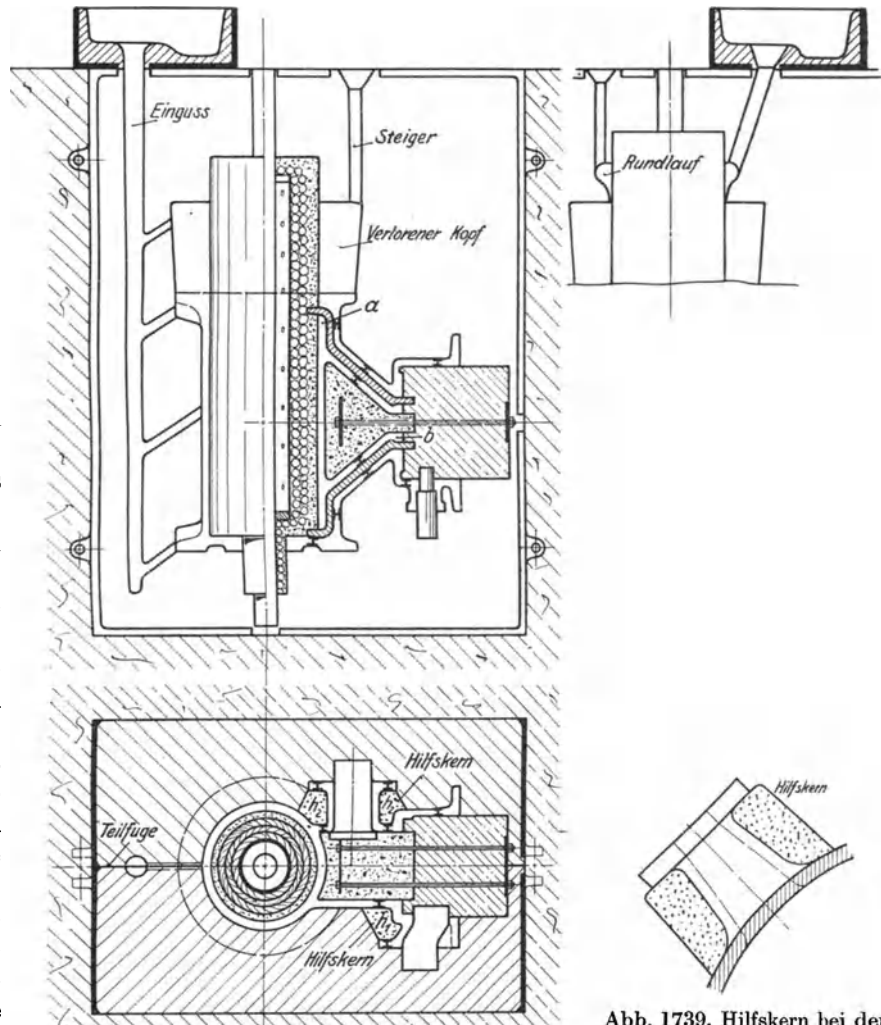 Einguss
Steiger
Rundlauf
Verlorener Kopf
a
b
Hilfskern
h
h
Teilfuge
h
Hilfskern
Hilfskern
Abb. 1739. Hilfskern bei der